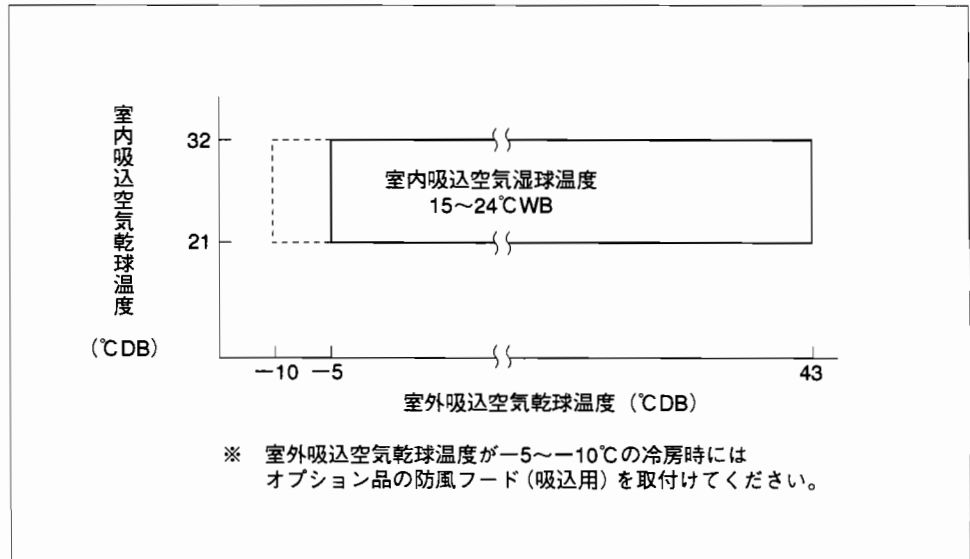 室内吸込空気乾球温度
(℃DB)
32
21
室内吸込空気湿球温度
15～24℃WB
−10
−5
43
室外吸込空気乾球温度(℃DB)
※ 室外吸込空気乾球温度が−5～−10℃の冷房時には
オプション品の防風フード(吸込用)を取付けてください。